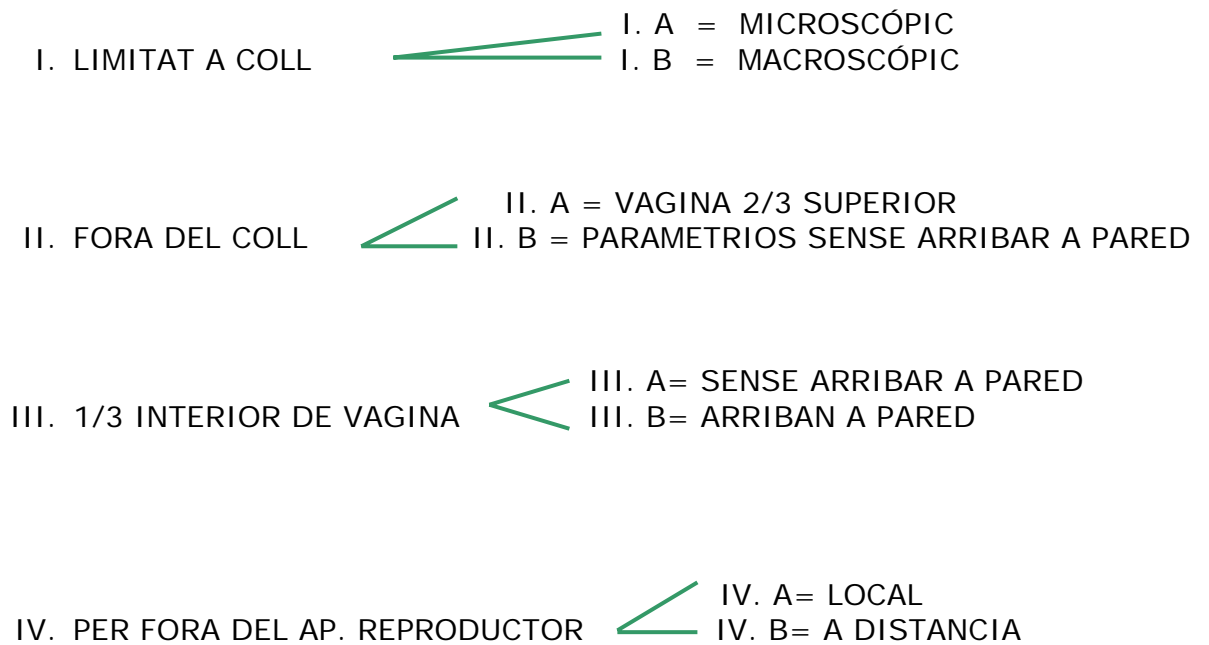 I. A = MICROSCÓPIC
I. LIMITAT A COLL
I. B = MACROSCÓPIC
II. A = VAGINA 2/3 SUPERIOR
II. FORA DEL COLL
II. B = PARAMETRIOS SENSE ARRIBAR A PARED
III. A= SENSE ARRIBAR A PARED
III. 1/3 INTERIOR DE VAGINA
III. B= ARRIBAN A PARED
IV. A= LOCAL
IV. PER FORA DEL AP. REPRODUCTOR
IV. B= A DISTANCIA